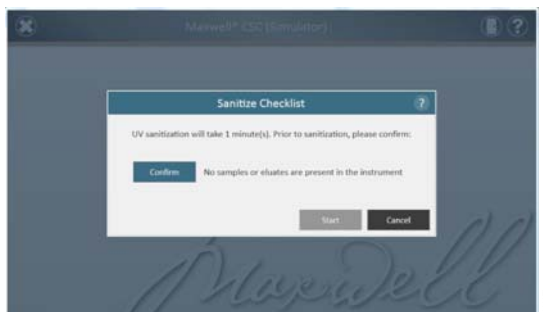 Maxwell® CSC (Simulator)
?
Sanitize Checklist
?
UV sanitization will take 1 minute(s). Prior to sanitization, please confirm:
Confirm
No samples or eluates are present in the instrument
Start
Cancel
Maxwell